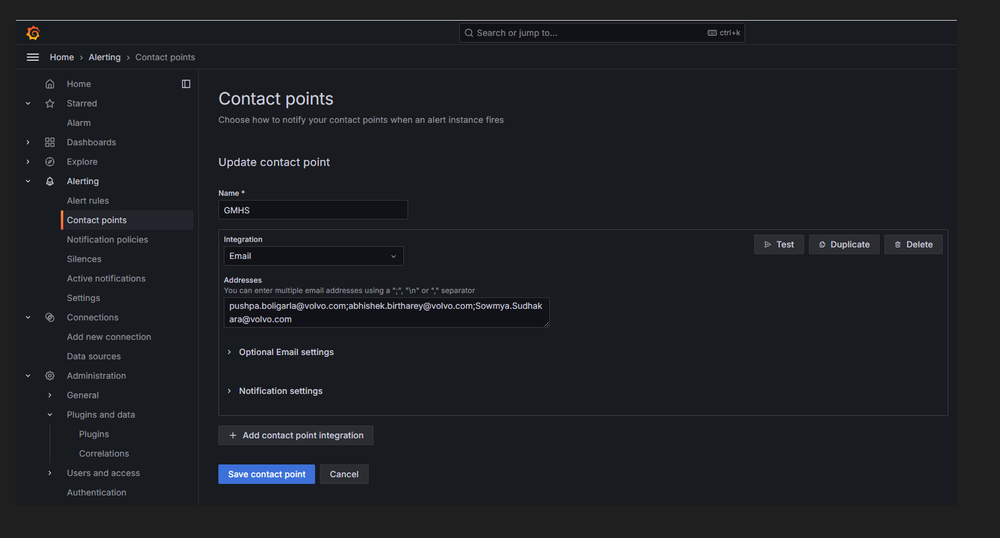 Search or jump to...
ctrl+k
Home › Alerting › Contact points
Home
Starred
Alarm
Dashboards
Explore
Alerting
Alert rules
Contact points
Notification policies
Silences
Active notifications
Settings
Connections
Add new connection
Data sources
Administration
General
Plugins and data
Plugins
Correlations
Users and access
Authentication
Contact points
Choose how to notify your contact points when an alert instance fires
Update contact point
Name *
GMHS
Integration
Email
Test
Duplicate
Delete
Addresses
You can enter multiple email addresses using a ";", "\n" or "," separator
pushpa.boligarla@volvo.com;abhishek.birtharey@volvo.com;Sowmya.Sudhak
ara@volvo.com
Optional Email settings
Notification settings
Add contact point integration
Save contact point
Cancel